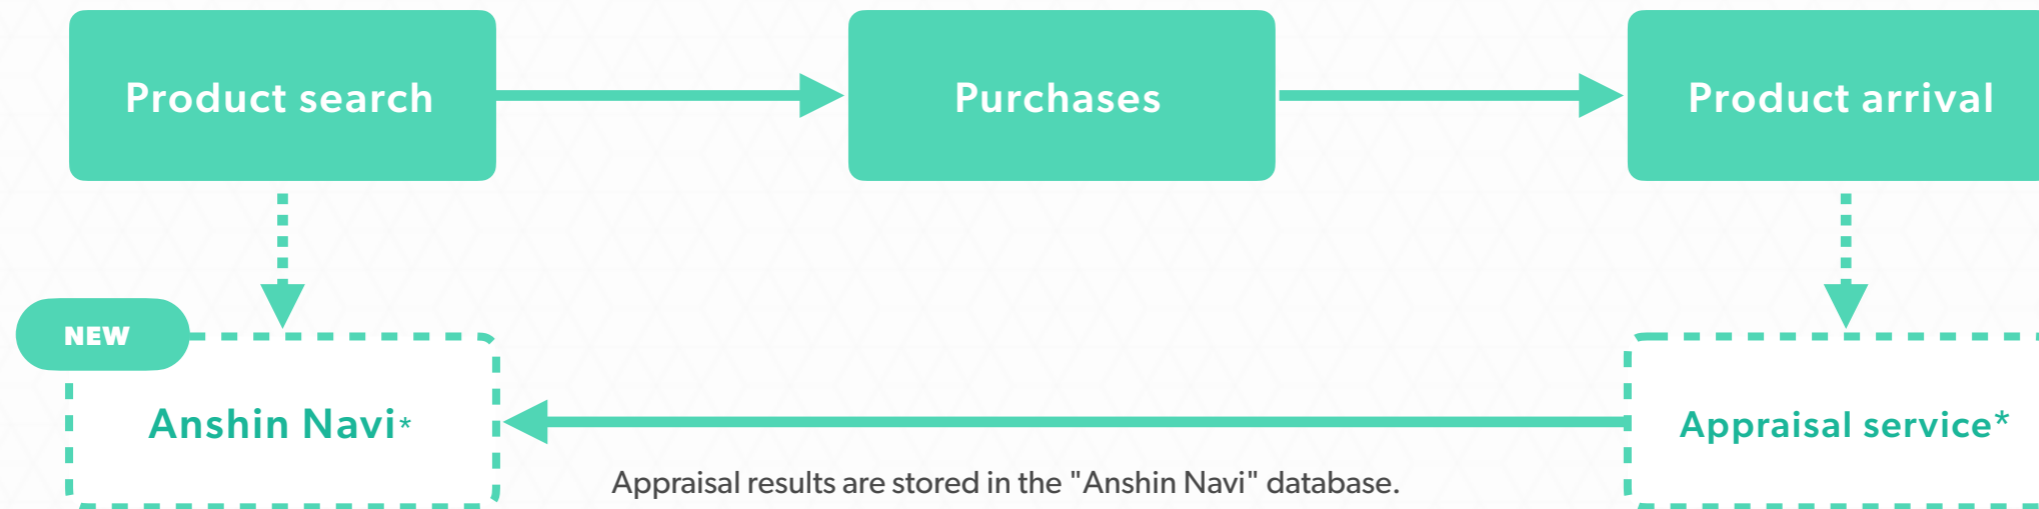 Product search
Purchases
Product arrival
NEW
Anshin Navi*
Appraisal service*
Appraisal results are stored in the "Anshin Navi" database.